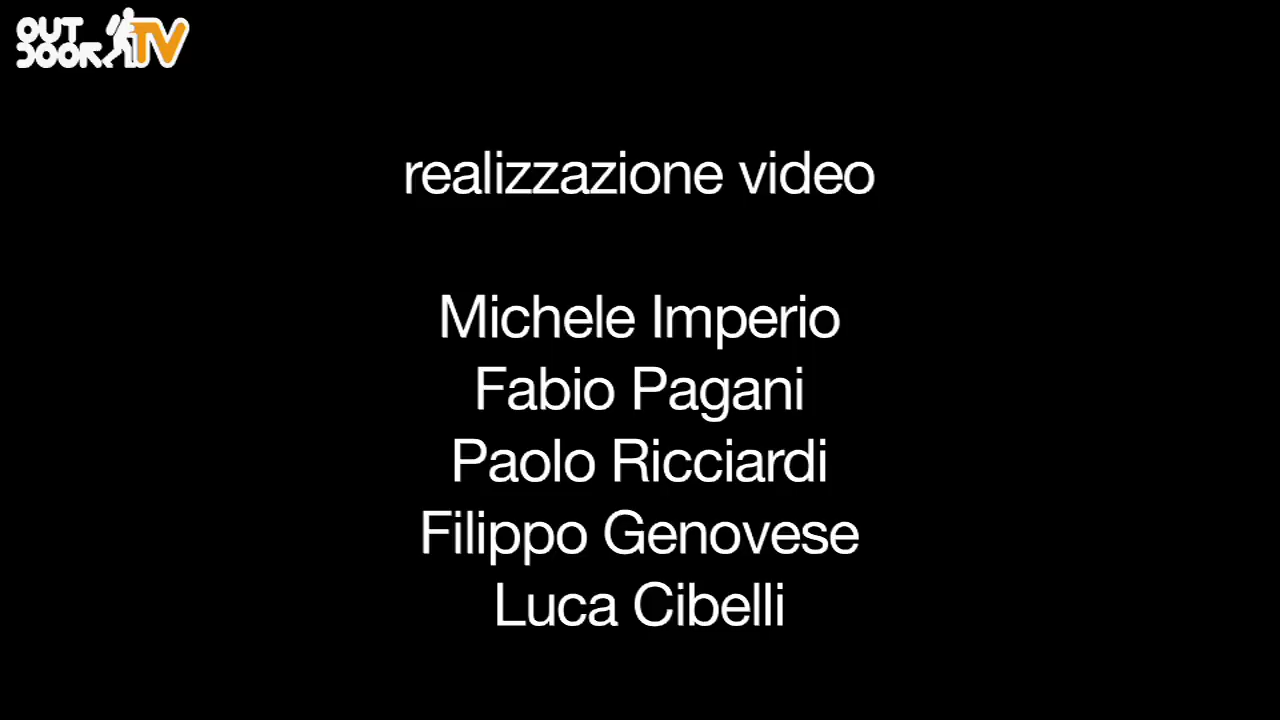 OUT
DOOR TV
realizzazione video
Michele Imperio
Fabio Pagani
Paolo Ricciardi
Filippo Genovese
Luca Cibelli